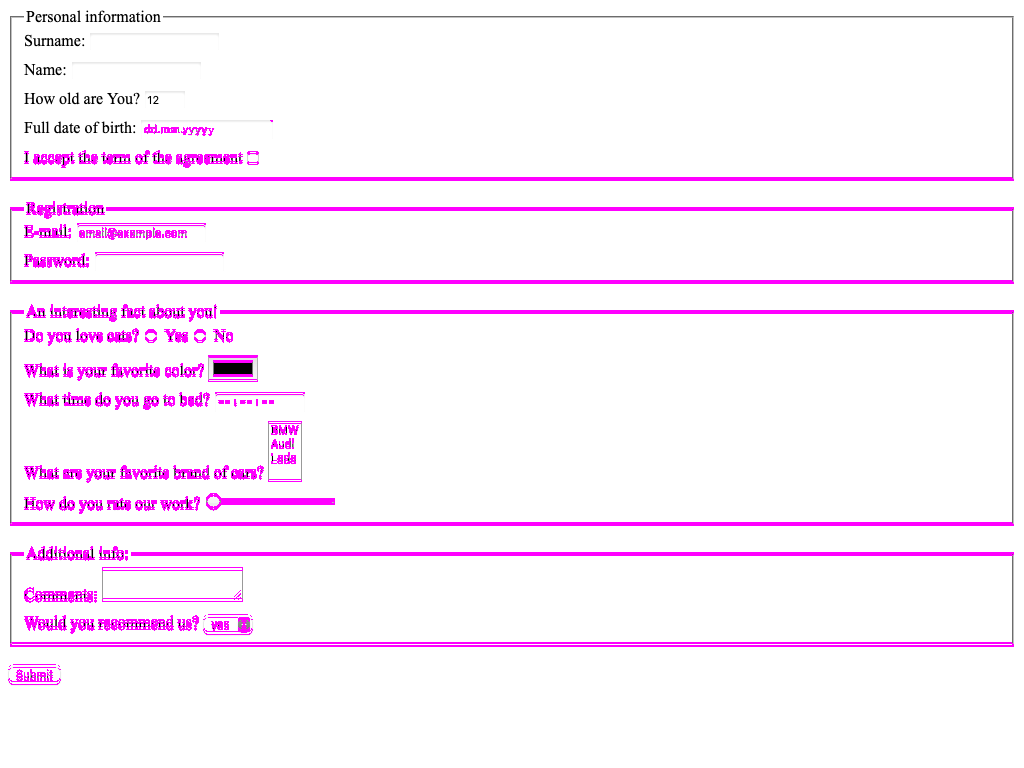 Personal information
Surname:
Name:
How old are You? 12
Full date of birth: dd.mm.yyyy
I accept the term of the agreement
Registration
E-mail: email@example.com
Password:
An interesting fact about you!
Do you love cats? Yes No
What is your favorite color?
What time do you go to bed? --:--
BMW
Audi
Lada
What are your favorite brand of cars?
How do you rate our work?
Additional info:
Comments:
Would you recommend us? yes
Submit